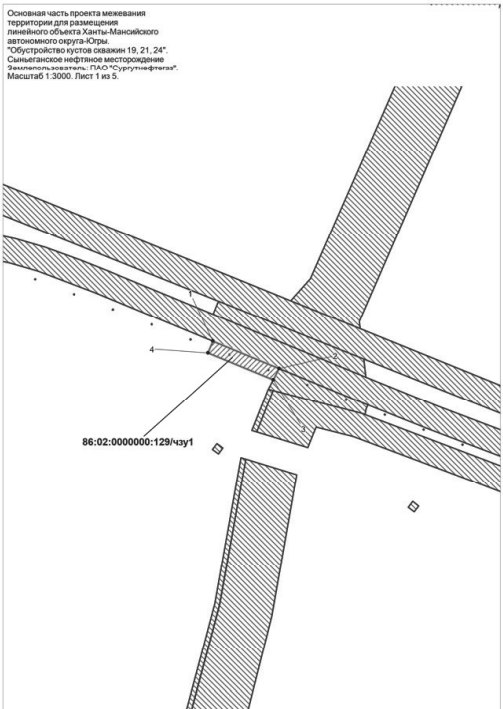 Основная часть проекта межевания
территории для размещения
линейного объекта Ханты-Мансийского
автономного округа-Югры.
"Обустройство кустов скважин 19, 21, 24".
Сыньеганское нефтяное месторождение
Землепользователь: ПАО "Сургутнефтегаз".
Масштаб 1:3000. Лист 1 из 5.
1
2
4
3
86:02:0000000:129/чзу1